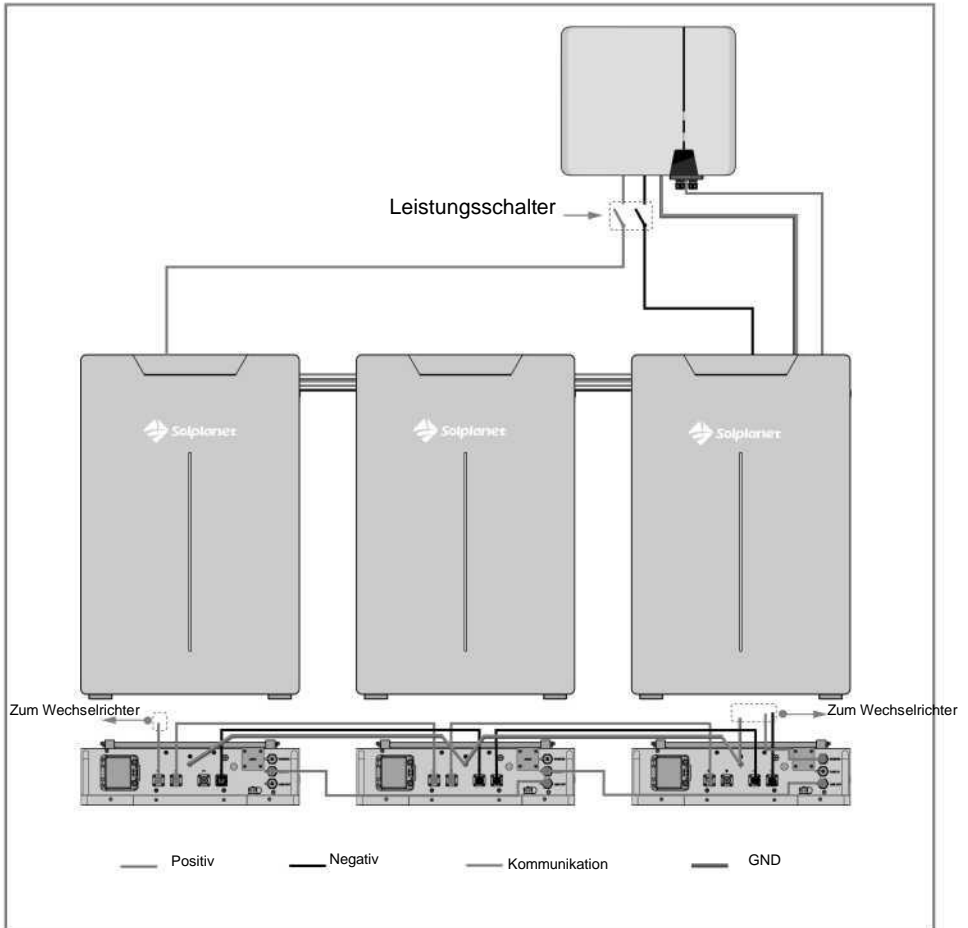 Leistungsschalter
Solplanet
Solplanet
Solplanet
Zum Wechselrichter
Zum Wechselrichter
Positiv
Negativ
Kommunikation
GND